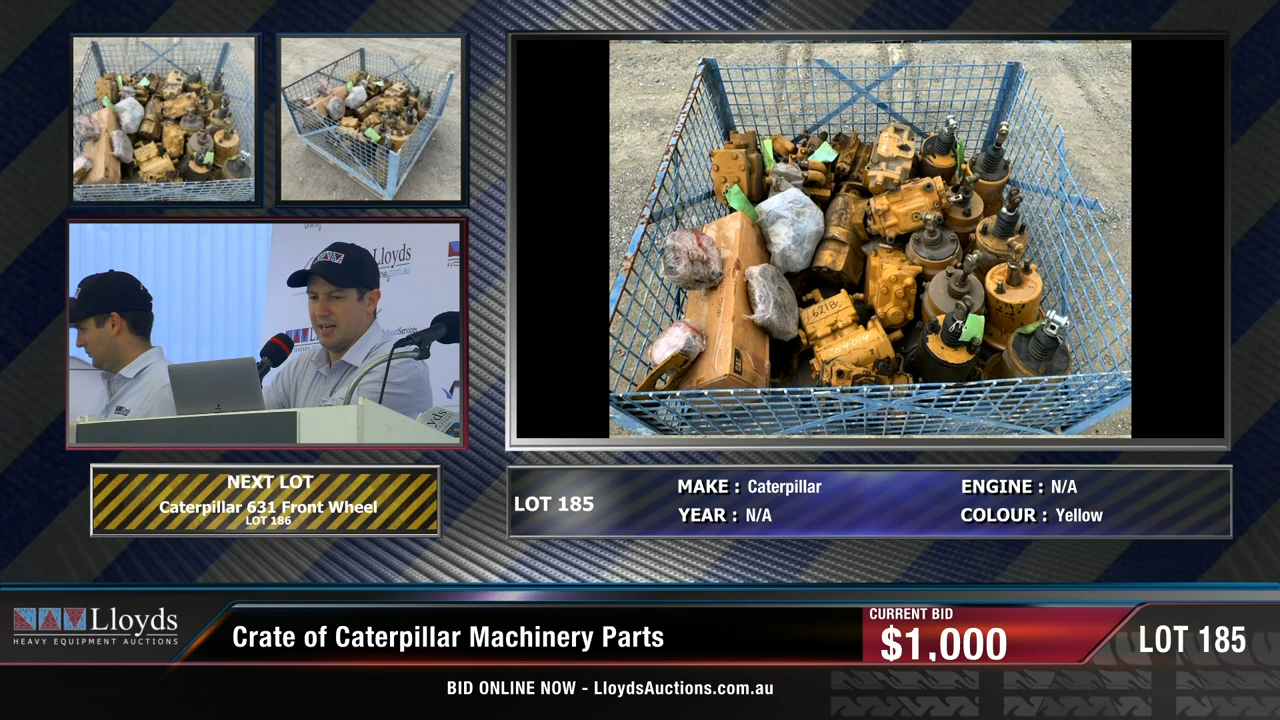 Lloyds
NEXT LOT
Caterpillar 631 Front Wheel
LOT 186
LOT 185
MAKE : Caterpillar
ENGINE : N/A
YEAR : N/A
COLOUR : Yellow
Lloyds
HEAVY EQUIPMENT AUCTIONS
Crate of Caterpillar Machinery Parts
CURRENT BID
$1,000
LOT 185
BID ONLINE NOW - LloydsAuctions.com.au